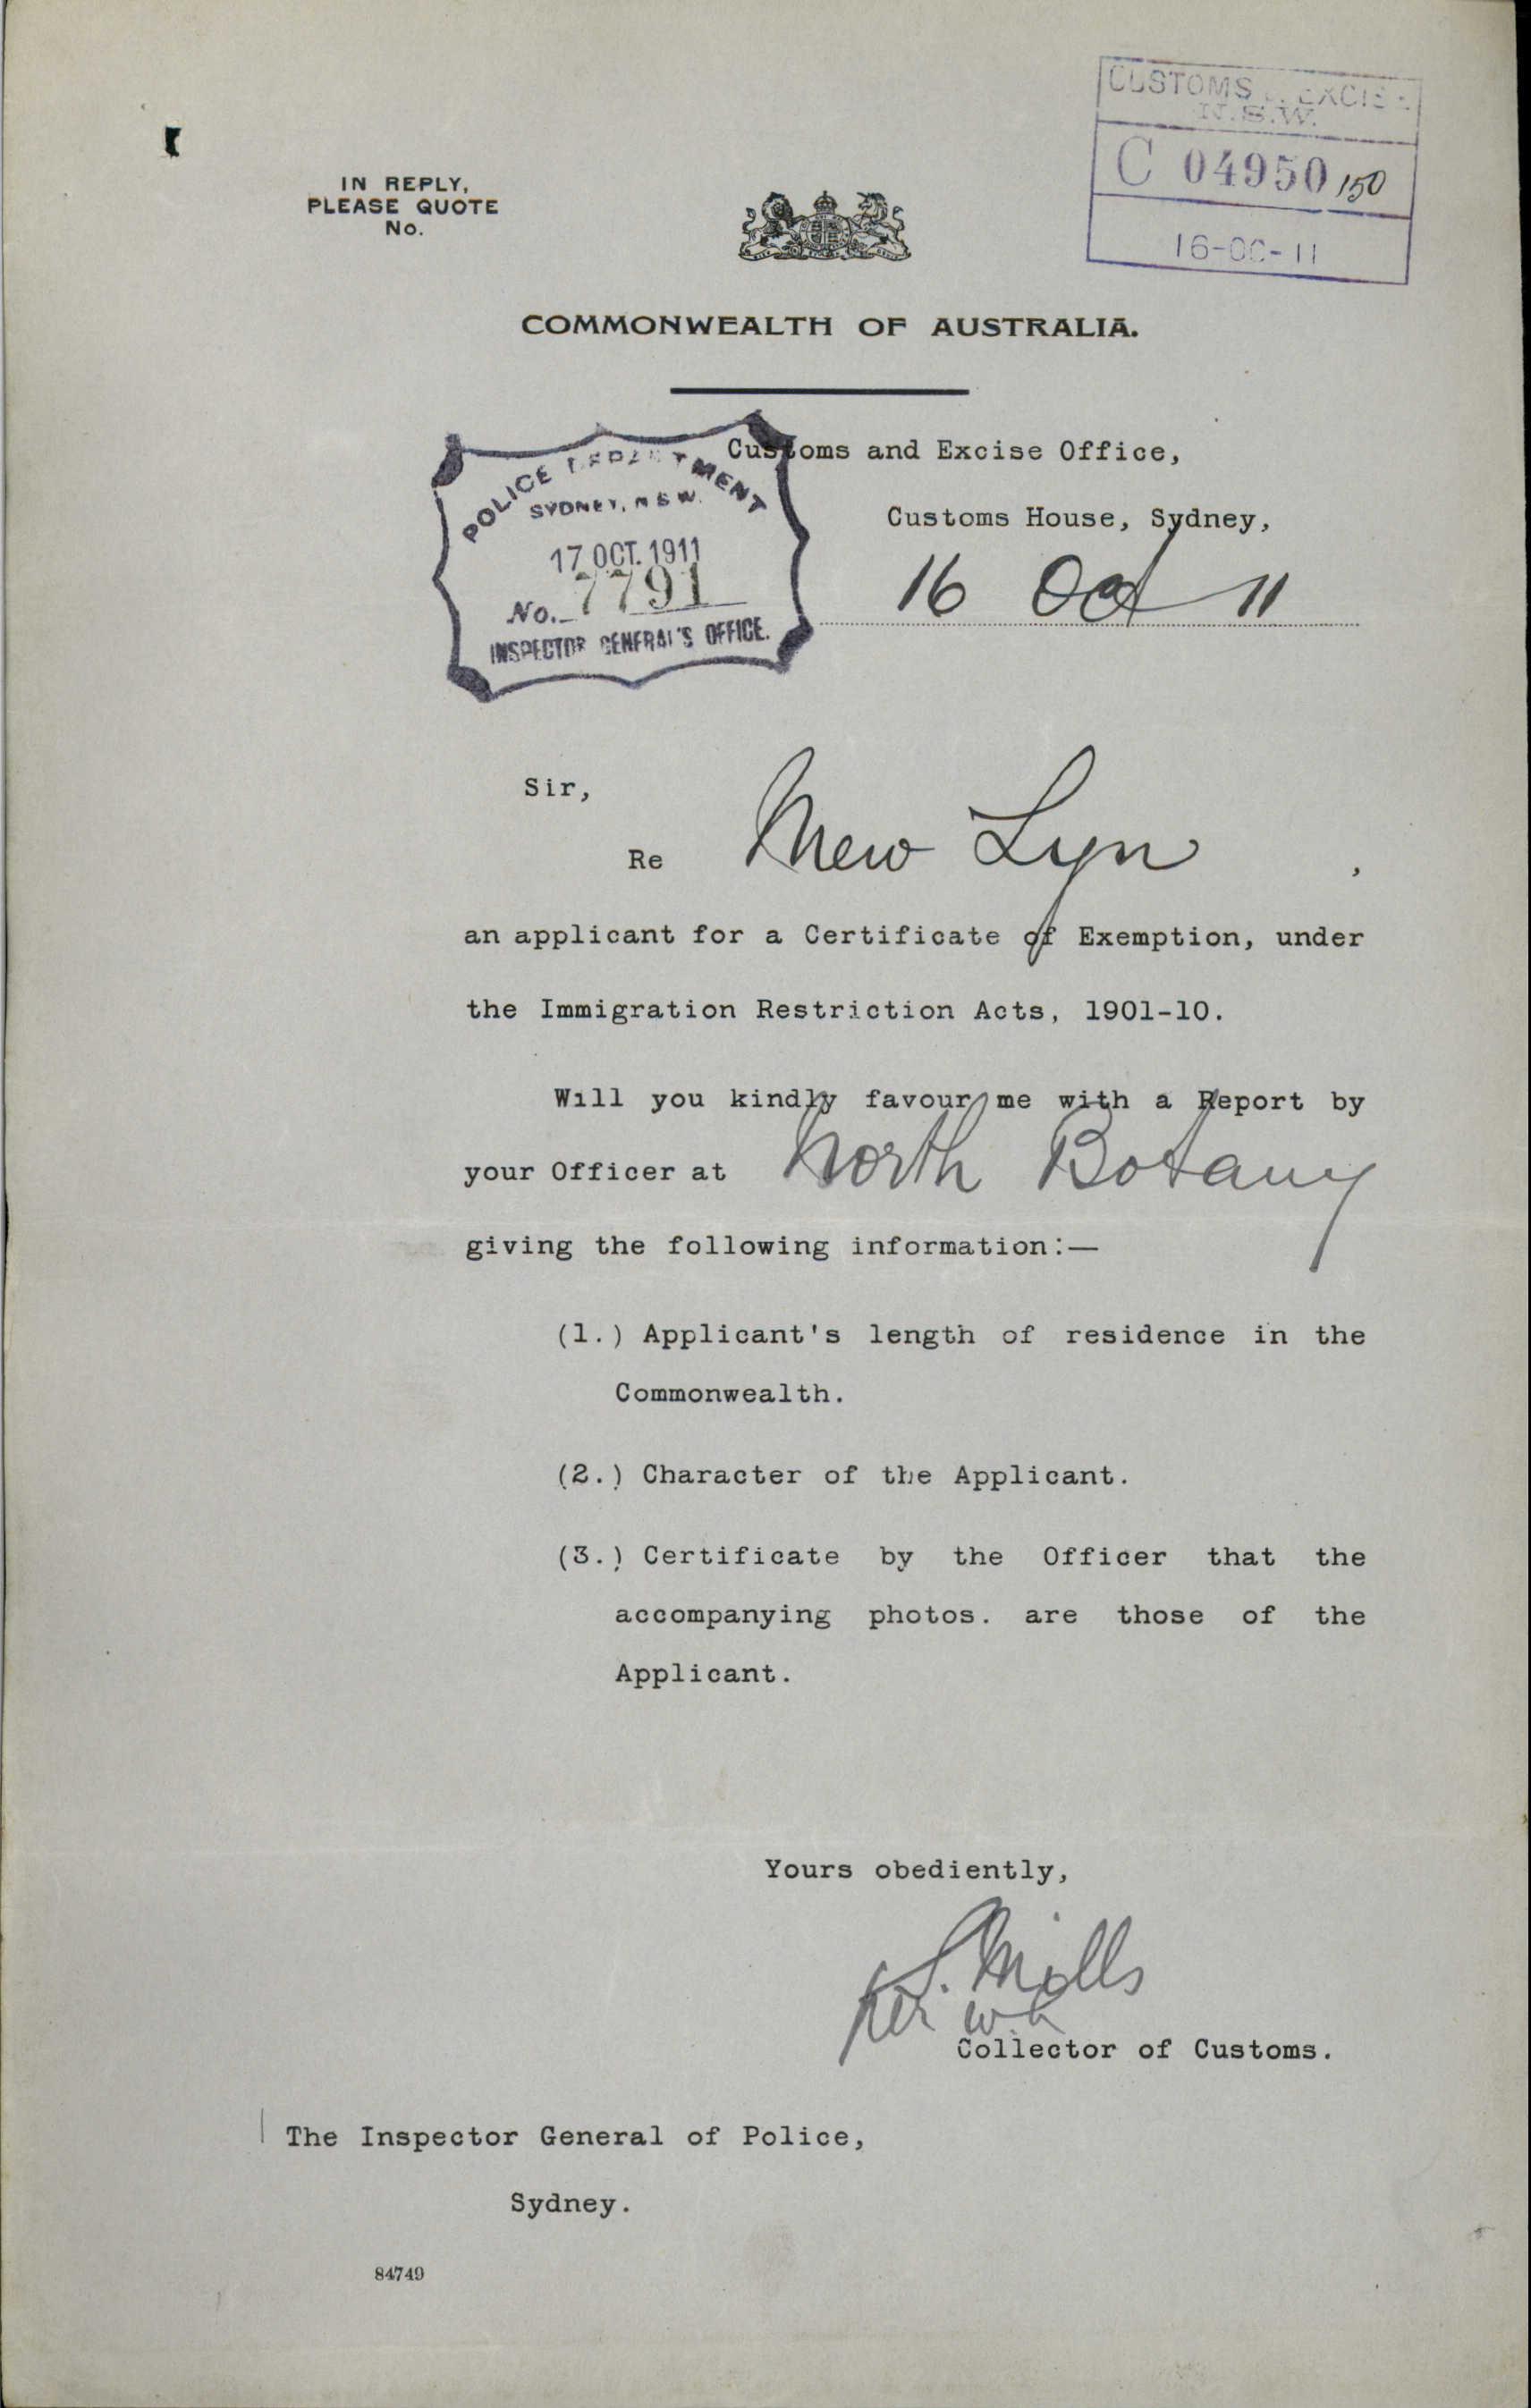 CUSTOMS & EXCISE
N.S.W.
C 04950 150
16-OC-11
IN REPLY,
PLEASE QUOTE
No.
COMMONWEALTH OF AUSTRALIA.
POLICE DEPARTMENT
SYDNEY, N.S.W.
17 OCT. 1911
No. 7791
INSPECTOR GENERAL'S OFFICE.
Customs and Excise Office,
Customs House, Sydney,
16 Oct 11
Sir,
Re Mew Lyn,
an applicant for a Certificate of Exemption, under
the Immigration Restriction Acts, 1901-10.
Will you kindly favour me with a Report by
your Officer at North Botany
giving the following information:—
(1.) Applicant's length of residence in the
Commonwealth.
(2.) Character of the Applicant.
(3.) Certificate by the Officer that the
accompanying photos. are those of the
Applicant.
Yours obediently,
S. Mills
per
Collector of Customs.
The Inspector General of Police,
Sydney.
84749